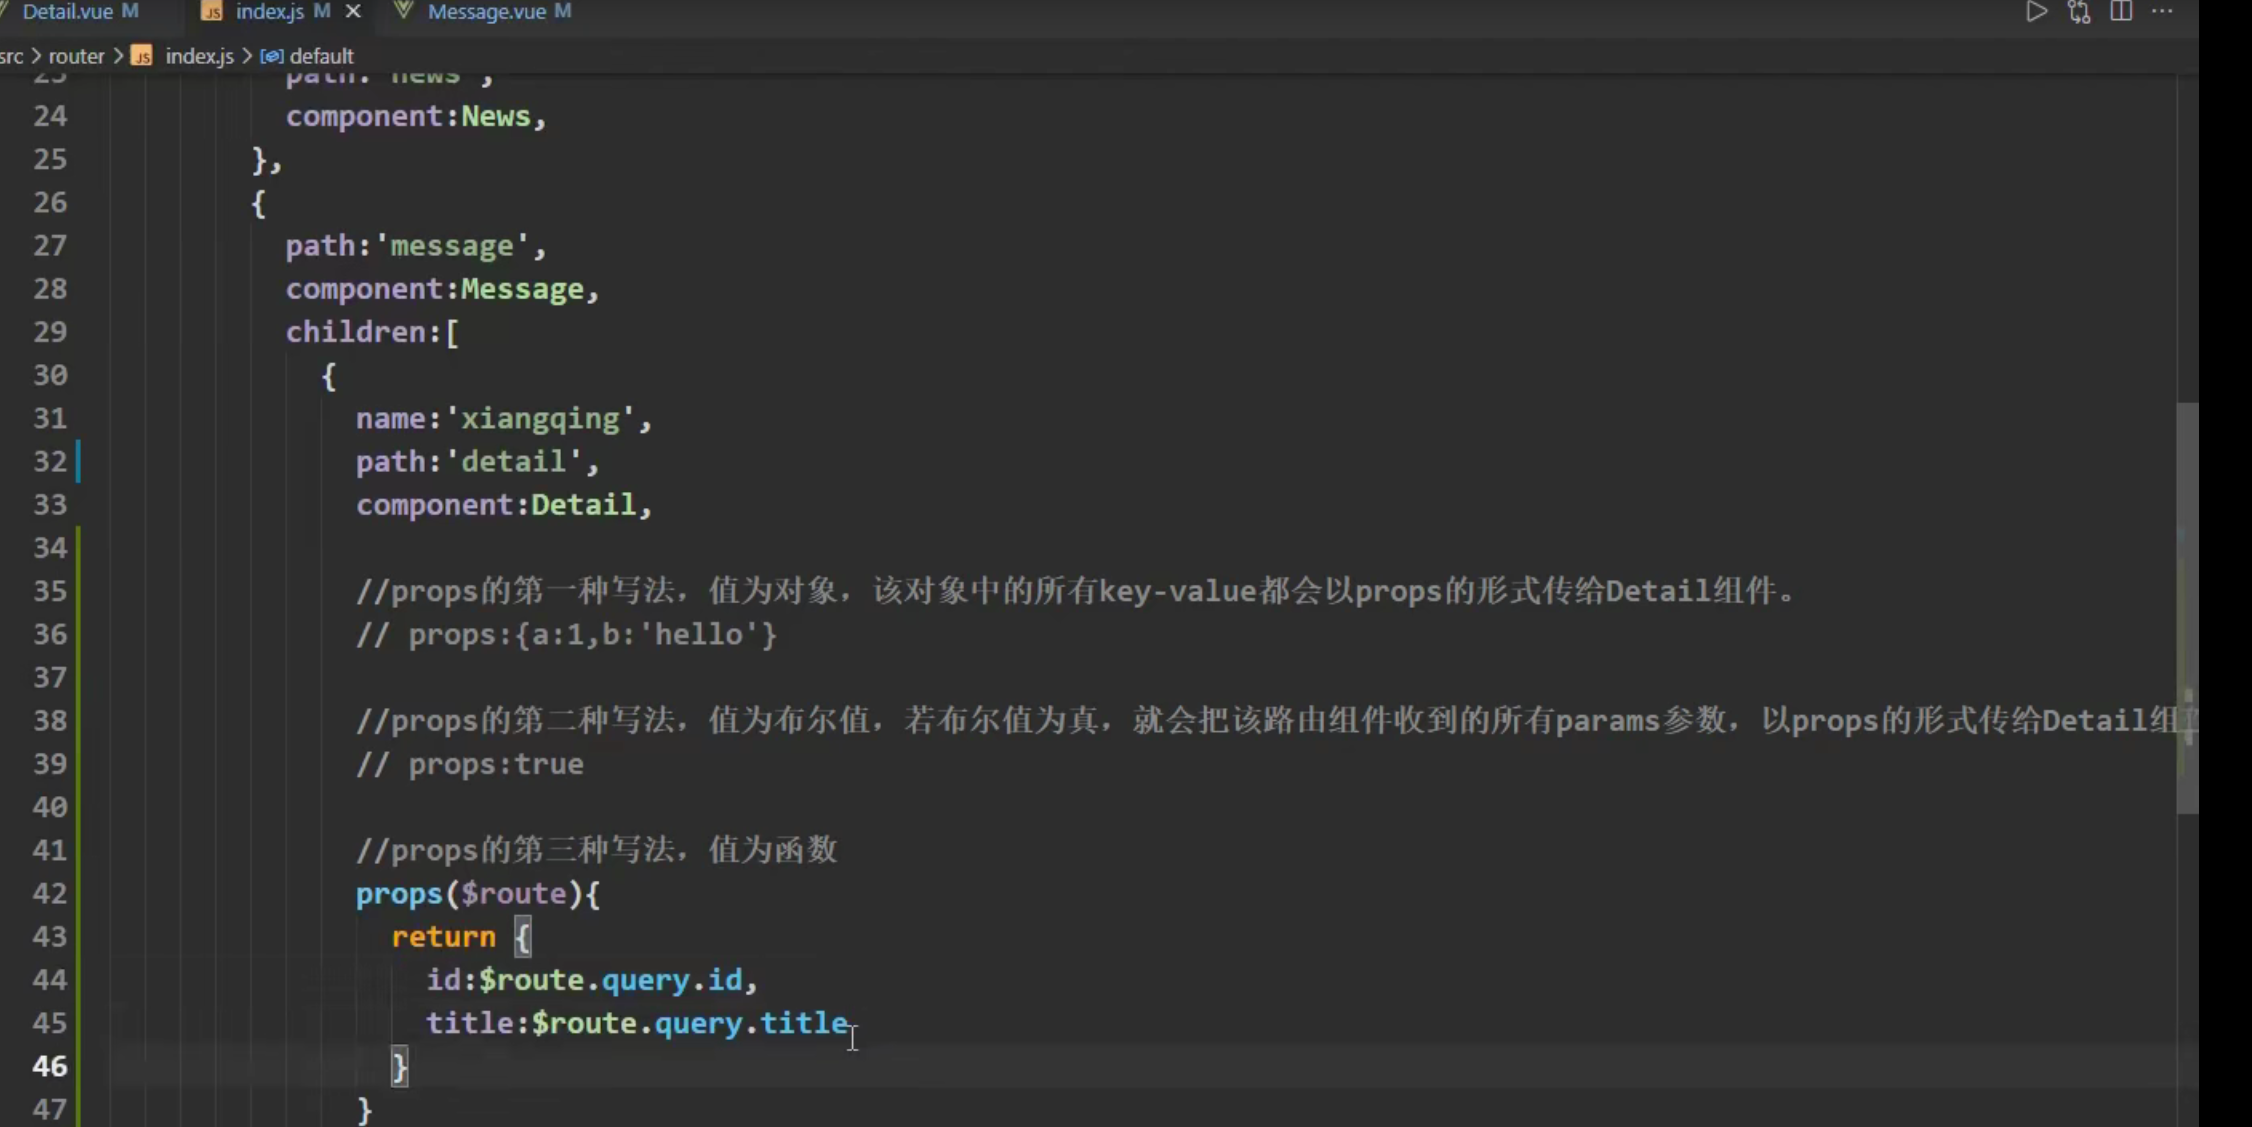 Detail.vue M
JS index.js M
Message.vue M
src > router > JS index.js > default
23 path:'news',
24 component:News,
25 },
26 {
27 path:'message',
28 component:Message,
29 children:[
30 {
31 name:'xiangqing',
32 path:'detail',
33 component:Detail,
34
35 //props的第一种写法，值为对象，该对象中的所有key-value都会以props的形式传给Detail组件。
36 // props:{a:1,b:'hello'}
37
38 //props的第二种写法，值为布尔值，若布尔值为真，就会把该路由组件收到的所有params参数，以props的形式传给Detail组
39 // props:true
40
41 //props的第三种写法，值为函数
42 props($route){
43 return {
44 id:$route.query.id,
45 title:$route.query.title
46 }
47 }